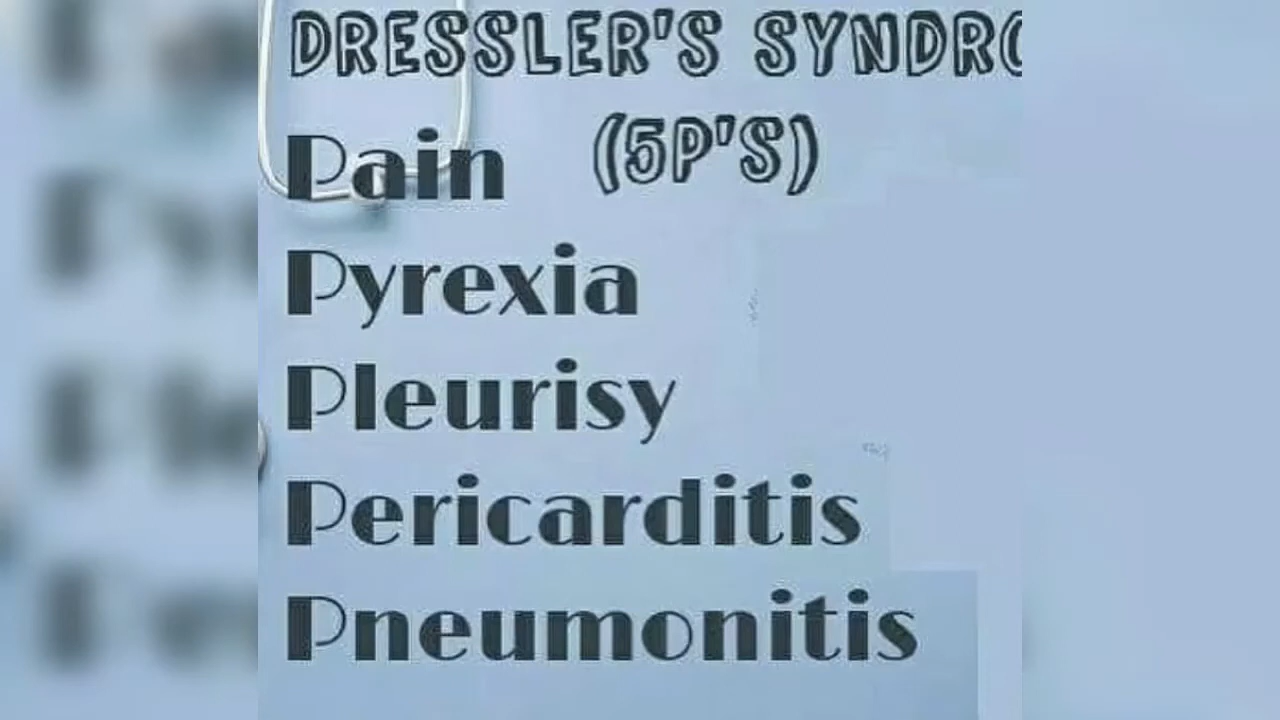 DRESSLER'S SYNDRO
(5P'S)
Pain
Pyrexia
Pleurisy
Pericarditis
Pneumonitis